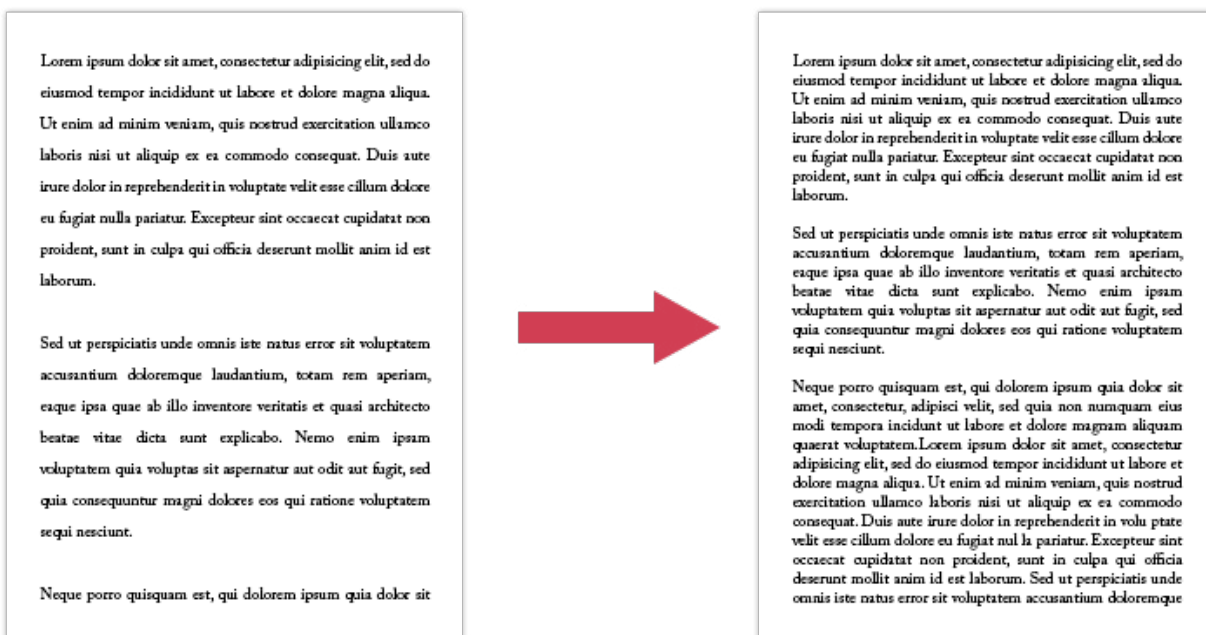 Lorem ipsum dolor sit amet, consectetur adipisicing elit, sed do
eiusmod tempor incididunt ut labore et dolore magna aliqua.
Ut enim ad minim veniam, quis nostrud exercitation ullamco
laboris nisi ut aliquip ex ea commodo consequat. Duis aute
irure dolor in reprehenderit in voluptate velit esse cillum dolore
eu fugiat nulla pariatur. Excepteur sint occaecat cupidatat non
proident, sunt in culpa qui officia deserunt mollit anim id est
laborum.
Sed ut perspiciatis unde omnis iste natus error sit voluptatem
accusantium doloremque laudantium, totam rem aperiam,
eaque ipsa quae ab illo inventore veritatis et quasi architecto
beatae vitae dicta sunt explicabo. Nemo enim ipsam
voluptatem quia voluptas sit aspernatur aut odit aut fugit, sed
quia consequuntur magni dolores eos qui ratione voluptatem
sequi nesciunt.
Neque porro quisquam est, qui dolorem ipsum quia dolor sit
Lorem ipsum dolor sit amet, consectetur adipisicing elit, sed do
eiusmod tempor incididunt ut labore et dolore magna aliqua.
Ut enim ad minim veniam, quis nostrud exercitation ullamco
laboris nisi ut aliquip ex ea commodo consequat. Duis aute
irure dolor in reprehenderit in voluptate velit esse cillum dolore
eu fugiat nulla pariatur. Excepteur sint occaecat cupidatat non
proident, sunt in culpa qui officia deserunt mollit anim id est
laborum.
Sed ut perspiciatis unde omnis iste natus error sit voluptatem
accusantium doloremque laudantium, totam rem aperiam,
eaque ipsa quae ab illo inventore veritatis et quasi architecto
beatae vitae dicta sunt explicabo. Nemo enim ipsam
voluptatem quia voluptas sit aspernatur aut odit aut fugit, sed
quia consequuntur magni dolores eos qui ratione voluptatem
sequi nesciunt.
Neque porro quisquam est, qui dolorem ipsum quia dolor sit
amet, consectetur, adipisci velit, sed quia non numquam eius
modi tempora incidunt ut labore et dolore magnam aliquam
quaerat voluptatem.Lorem ipsum dolor sit amet, consectetur
adipisicing elit, sed do eiusmod tempor incididunt ut labore et
dolore magna aliqua. Ut enim ad minim veniam, quis nostrud
exercitation ullamco laboris nisi ut aliquip ex ea commodo
consequat. Duis aute irure dolor in reprehenderit in volu ptate
velit esse cillum dolore eu fugiat nul la pariatur. Excepteur sint
occaecat cupidatat non proident, sunt in culpa qui officia
deserunt mollit anim id est laborum. Sed ut perspiciatis unde
omnis iste natus error sit voluptatem accusantium doloremque